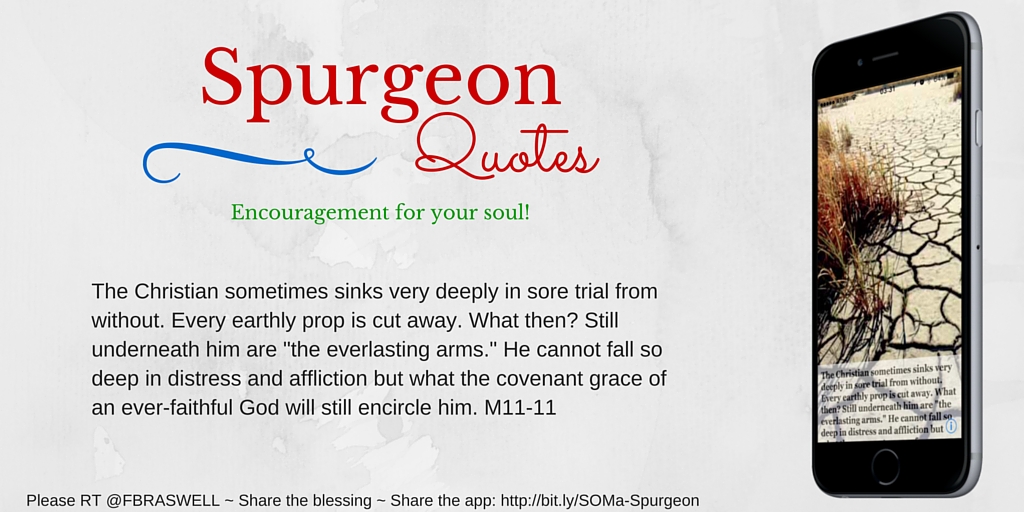 Spurgeon
Quotes
Encouragement for your soul!
The Christian sometimes sinks very deeply in sore trial from
without. Every earthly prop is cut away. What then? Still
underneath him are "the everlasting arms." He cannot fall so
deep in distress and affliction but what the covenant grace of
an ever-faithful God will still encircle him. M11-11
Please RT @FBRASWELL ~ Share the blessing ~ Share the app: http://bit.ly/SOMa-Spurgeon
The Christian sometimes sinks very
deeply in sore trial from without.
Every earthly prop is cut away. What
then? Still underneath him are "the
everlasting arms." He cannot fall so
deep in distress and affliction but